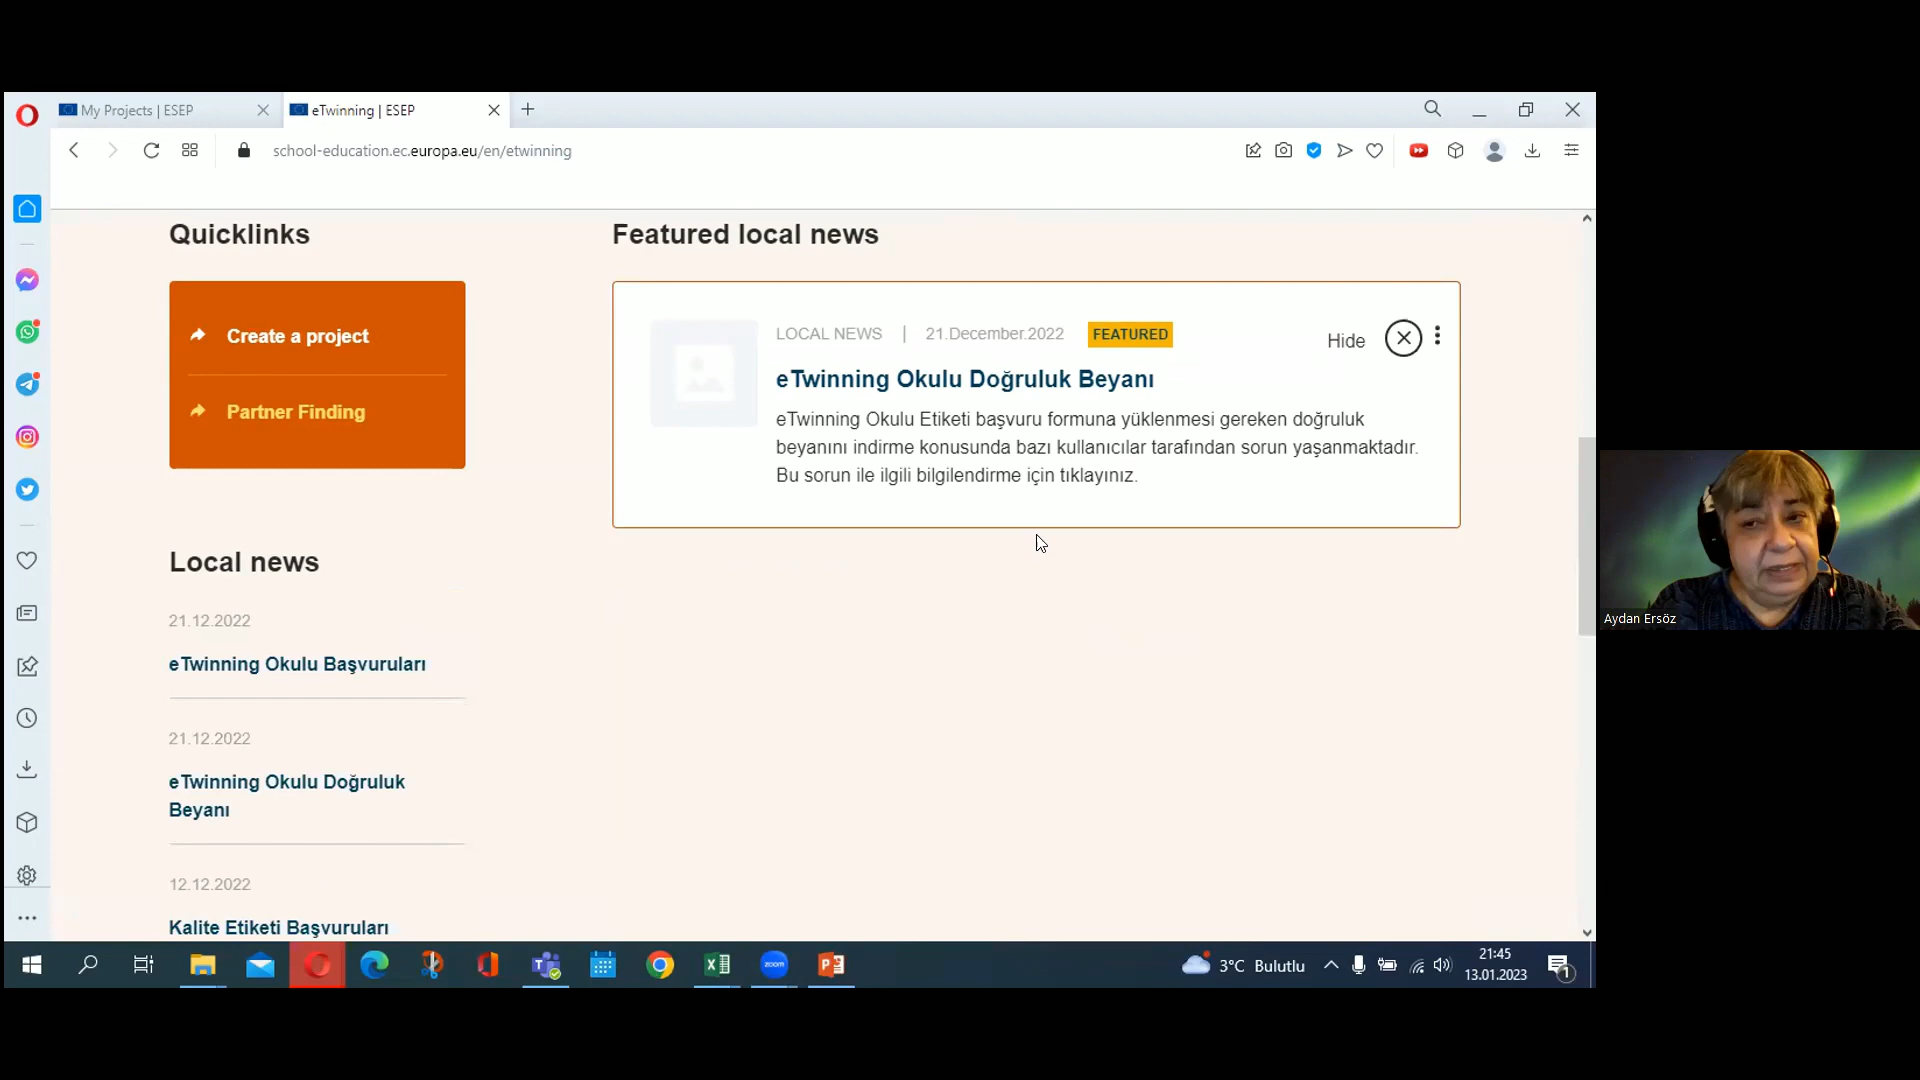 My Projects | ESEP
eTwinning | ESEP
school-education.ec.europa.eu/en/etwinning
Quicklinks
Create a project
Partner Finding
Featured local news
LOCAL NEWS | 21.December.2022 FEATURED
Hide
eTwinning Okulu Doğruluk Beyanı
eTwinning Okulu Etiketi başvuru formuna yüklenmesi gereken doğruluk
beyanını indirme konusunda bazı kullanıcılar tarafından sorun yaşanmaktadır.
Bu sorun ile ilgili bilgilendirme için tıklayınız.
Local news
21.12.2022
eTwinning Okulu Başvuruları
21.12.2022
eTwinning Okulu Doğruluk
Beyanı
12.12.2022
Kalite Etiketi Başvuruları
Aydan Ersöz
zoom
3°C Bulutlu
21:45
13.01.2023
1